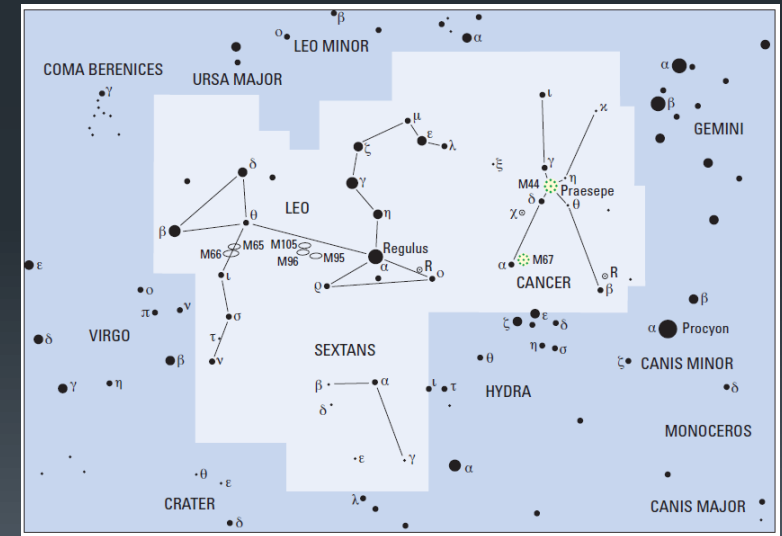 β
ο
LEO MINOR
α
COMA BERENICES
URSA MAJOR
α
γ
ι
β
ϰ
μ
GEMINI
ε
λ
ζ
ξ
γ
δ
M44
η
Praesepe
γ
δ
θ
LEO
χ
η
θ
β
M65
M105
Regulus
M66
M96
M95
α
R
M67
ε
ι
ο
α
CANCER
R
ϱ
β
ο
π
ν
β
σ
ζ
ε
δ
α
Procyon
δ
VIRGO
τ
η
σ
SEXTANS
β
ν
θ
ζ
CANIS MINOR
γ
η
β
α
ι
τ
HYDRA
δ
δ
MONOCEROS
ε
γ
α
θ
ε
CRATER
λ
CANIS MAJOR
δ